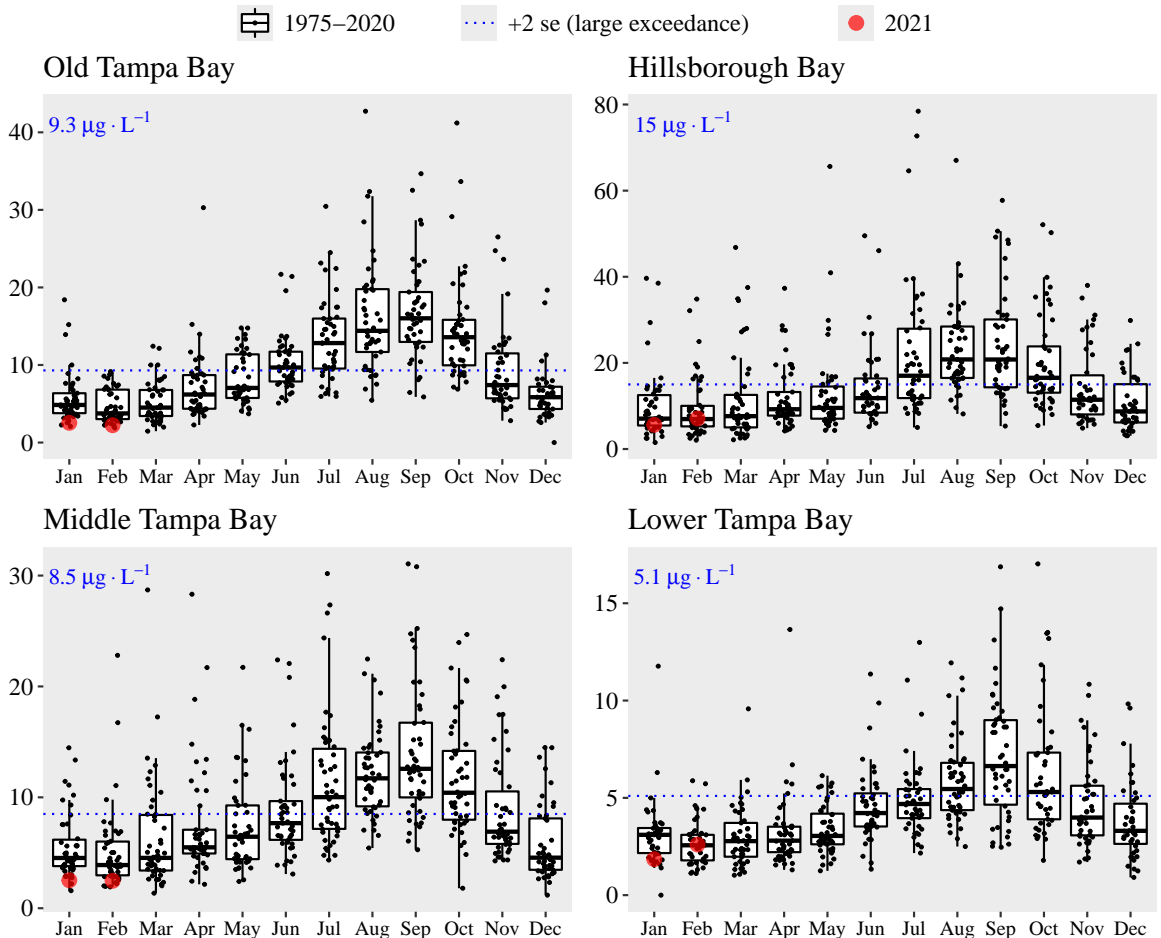 1975–2020 +2 se (large exceedance) 2021
Old Tampa Bay
9.3 μg · L⁻¹
40
30
20
10
0
Jan Feb Mar Apr May Jun Jul Aug Sep Oct Nov Dec
Hillsborough Bay
15 μg · L⁻¹
80
60
40
20
0
Jan Feb Mar Apr May Jun Jul Aug Sep Oct Nov Dec
Middle Tampa Bay
8.5 μg · L⁻¹
30
20
10
0
Jan Feb Mar Apr May Jun Jul Aug Sep Oct Nov Dec
Lower Tampa Bay
5.1 μg · L⁻¹
15
10
5
0
Jan Feb Mar Apr May Jun Jul Aug Sep Oct Nov Dec